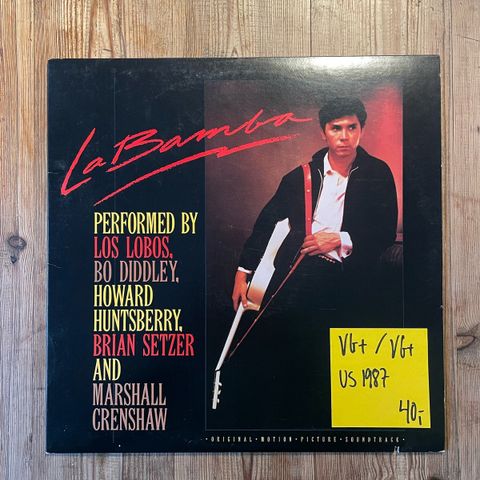 La Bamba
PERFORMED BY
LOS LOBOS,
BO DIDDLEY,
HOWARD
HUNTSBERRY,
BRIAN SETZER
AND
MARSHALL
CRENSHAW
VG+ / VG+
US 1987
40,-
• ORIGINAL • MOTION • PICTURE • SOUNDTRACK •